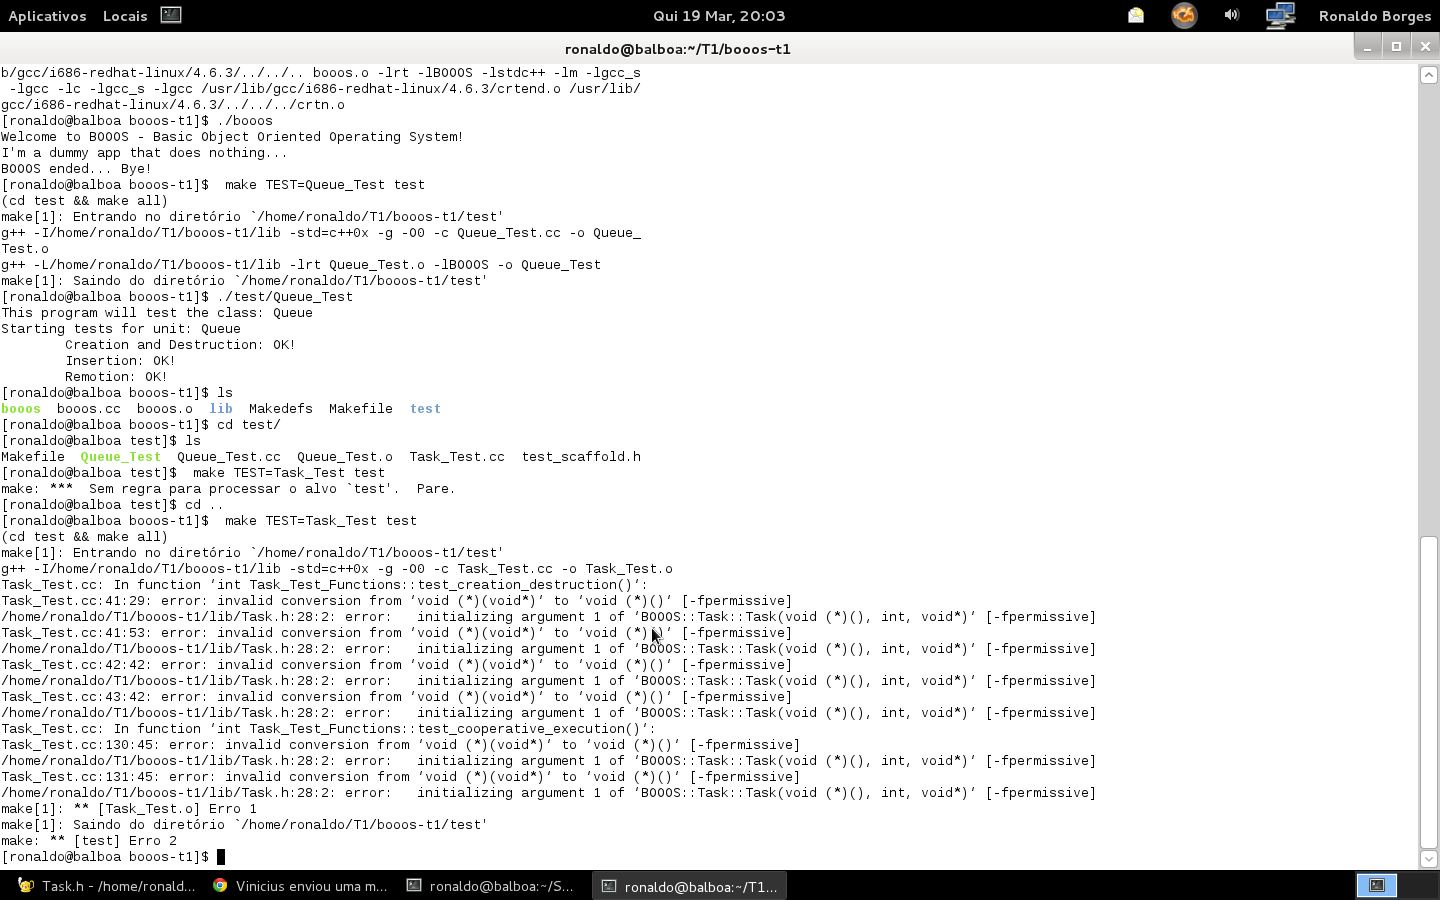 Aplicativos Locais Qui 19 Mar, 20:03 Ronaldo Borges
ronaldo@balboa:~/T1/booos-t1
b/gcc/i686-redhat-linux/4.6.3/../../.. booos.o -lrt -lBOOOS -lstdc++ -lm -lgcc_s
 -lgcc -lc -lgcc_s -lgcc /usr/lib/gcc/i686-redhat-linux/4.6.3/crtend.o /usr/lib/
gcc/i686-redhat-linux/4.6.3/../../../crtn.o
[ronaldo@balboa booos-t1]$ ./booos
Welcome to BOOOS - Basic Object Oriented Operating System!
I'm a dummy app that does nothing...
BOOOS ended... Bye!
[ronaldo@balboa booos-t1]$  make TEST=Queue_Test test
(cd test && make all)
make[1]: Entrando no diretório `/home/ronaldo/T1/booos-t1/test'
g++ -I/home/ronaldo/T1/booos-t1/lib -std=c++0x -g -O0 -c Queue_Test.cc -o Queue_
Test.o
g++ -L/home/ronaldo/T1/booos-t1/lib -lrt Queue_Test.o -lBOOOS -o Queue_Test
make[1]: Saindo do diretório `/home/ronaldo/T1/booos-t1/test'
[ronaldo@balboa booos-t1]$ ./test/Queue_Test
This program will test the class: Queue
Starting tests for unit: Queue
        Creation and Destruction: OK!
        Insertion: OK!
        Remotion: OK!
[ronaldo@balboa booos-t1]$ ls
booos  booos.cc  booos.o  lib  Makedefs  Makefile  test
[ronaldo@balboa booos-t1]$ cd test/
[ronaldo@balboa test]$ ls
Makefile  Queue_Test  Queue_Test.cc  Queue_Test.o  Task_Test.cc  test_scaffold.h
[ronaldo@balboa test]$  make TEST=Task_Test test
make: ***  Sem regra para processar o alvo `test'.  Pare.
[ronaldo@balboa test]$ cd ..
[ronaldo@balboa booos-t1]$  make TEST=Task_Test test
(cd test && make all)
make[1]: Entrando no diretório `/home/ronaldo/T1/booos-t1/test'
g++ -I/home/ronaldo/T1/booos-t1/lib -std=c++0x -g -O0 -c Task_Test.cc -o Task_Test.o
Task_Test.cc: In function ‘int Task_Test_Functions::test_creation_destruction()’:
Task_Test.cc:41:29: error: invalid conversion from ‘void (*)(void*)’ to ‘void (*)()’ [-fpermissive]
/home/ronaldo/T1/booos-t1/lib/Task.h:28:2: error:   initializing argument 1 of ‘BOOOS::Task::Task(void (*)(), int, void*)’ [-fpermissive]
Task_Test.cc:41:53: error: invalid conversion from ‘void (*)(void*)’ to ‘void (*)()’ [-fpermissive]
/home/ronaldo/T1/booos-t1/lib/Task.h:28:2: error:   initializing argument 1 of ‘BOOOS::Task::Task(void (*)(), int, void*)’ [-fpermissive]
Task_Test.cc:42:42: error: invalid conversion from ‘void (*)(void*)’ to ‘void (*)()’ [-fpermissive]
/home/ronaldo/T1/booos-t1/lib/Task.h:28:2: error:   initializing argument 1 of ‘BOOOS::Task::Task(void (*)(), int, void*)’ [-fpermissive]
Task_Test.cc:43:42: error: invalid conversion from ‘void (*)(void*)’ to ‘void (*)()’ [-fpermissive]
/home/ronaldo/T1/booos-t1/lib/Task.h:28:2: error:   initializing argument 1 of ‘BOOOS::Task::Task(void (*)(), int, void*)’ [-fpermissive]
Task_Test.cc: In function ‘int Task_Test_Functions::test_cooperative_execution()’:
Task_Test.cc:130:45: error: invalid conversion from ‘void (*)(void*)’ to ‘void (*)()’ [-fpermissive]
/home/ronaldo/T1/booos-t1/lib/Task.h:28:2: error:   initializing argument 1 of ‘BOOOS::Task::Task(void (*)(), int, void*)’ [-fpermissive]
Task_Test.cc:131:45: error: invalid conversion from ‘void (*)(void*)’ to ‘void (*)()’ [-fpermissive]
/home/ronaldo/T1/booos-t1/lib/Task.h:28:2: error:   initializing argument 1 of ‘BOOOS::Task::Task(void (*)(), int, void*)’ [-fpermissive]
make[1]: ** [Task_Test.o] Erro 1
make[1]: Saindo do diretório `/home/ronaldo/T1/booos-t1/test'
make: ** [test] Erro 2
[ronaldo@balboa booos-t1]$
Task.h - /home/ronald... Vinicius enviou uma m... ronaldo@balboa:~/S... ronaldo@balboa:~/T1...